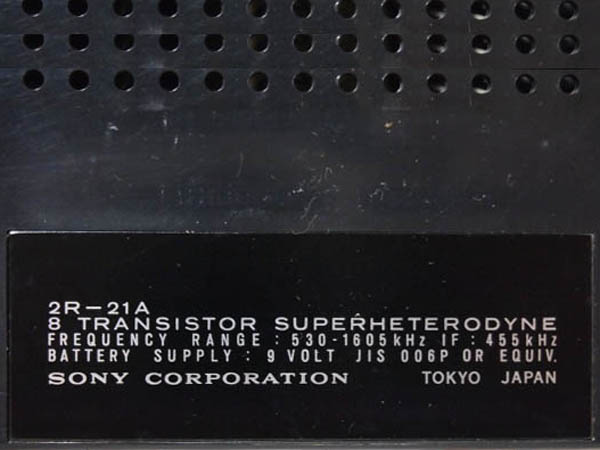 2R-21A
8 TRANSISTOR SUPERHETERODYNE
FREQUENCY RANGE : 530-1605kHz IF : 455kHz
BATTERY SUPPLY : 9 VOLT JIS 006P OR EQUIV.
SONY CORPORATION TOKYO JAPAN